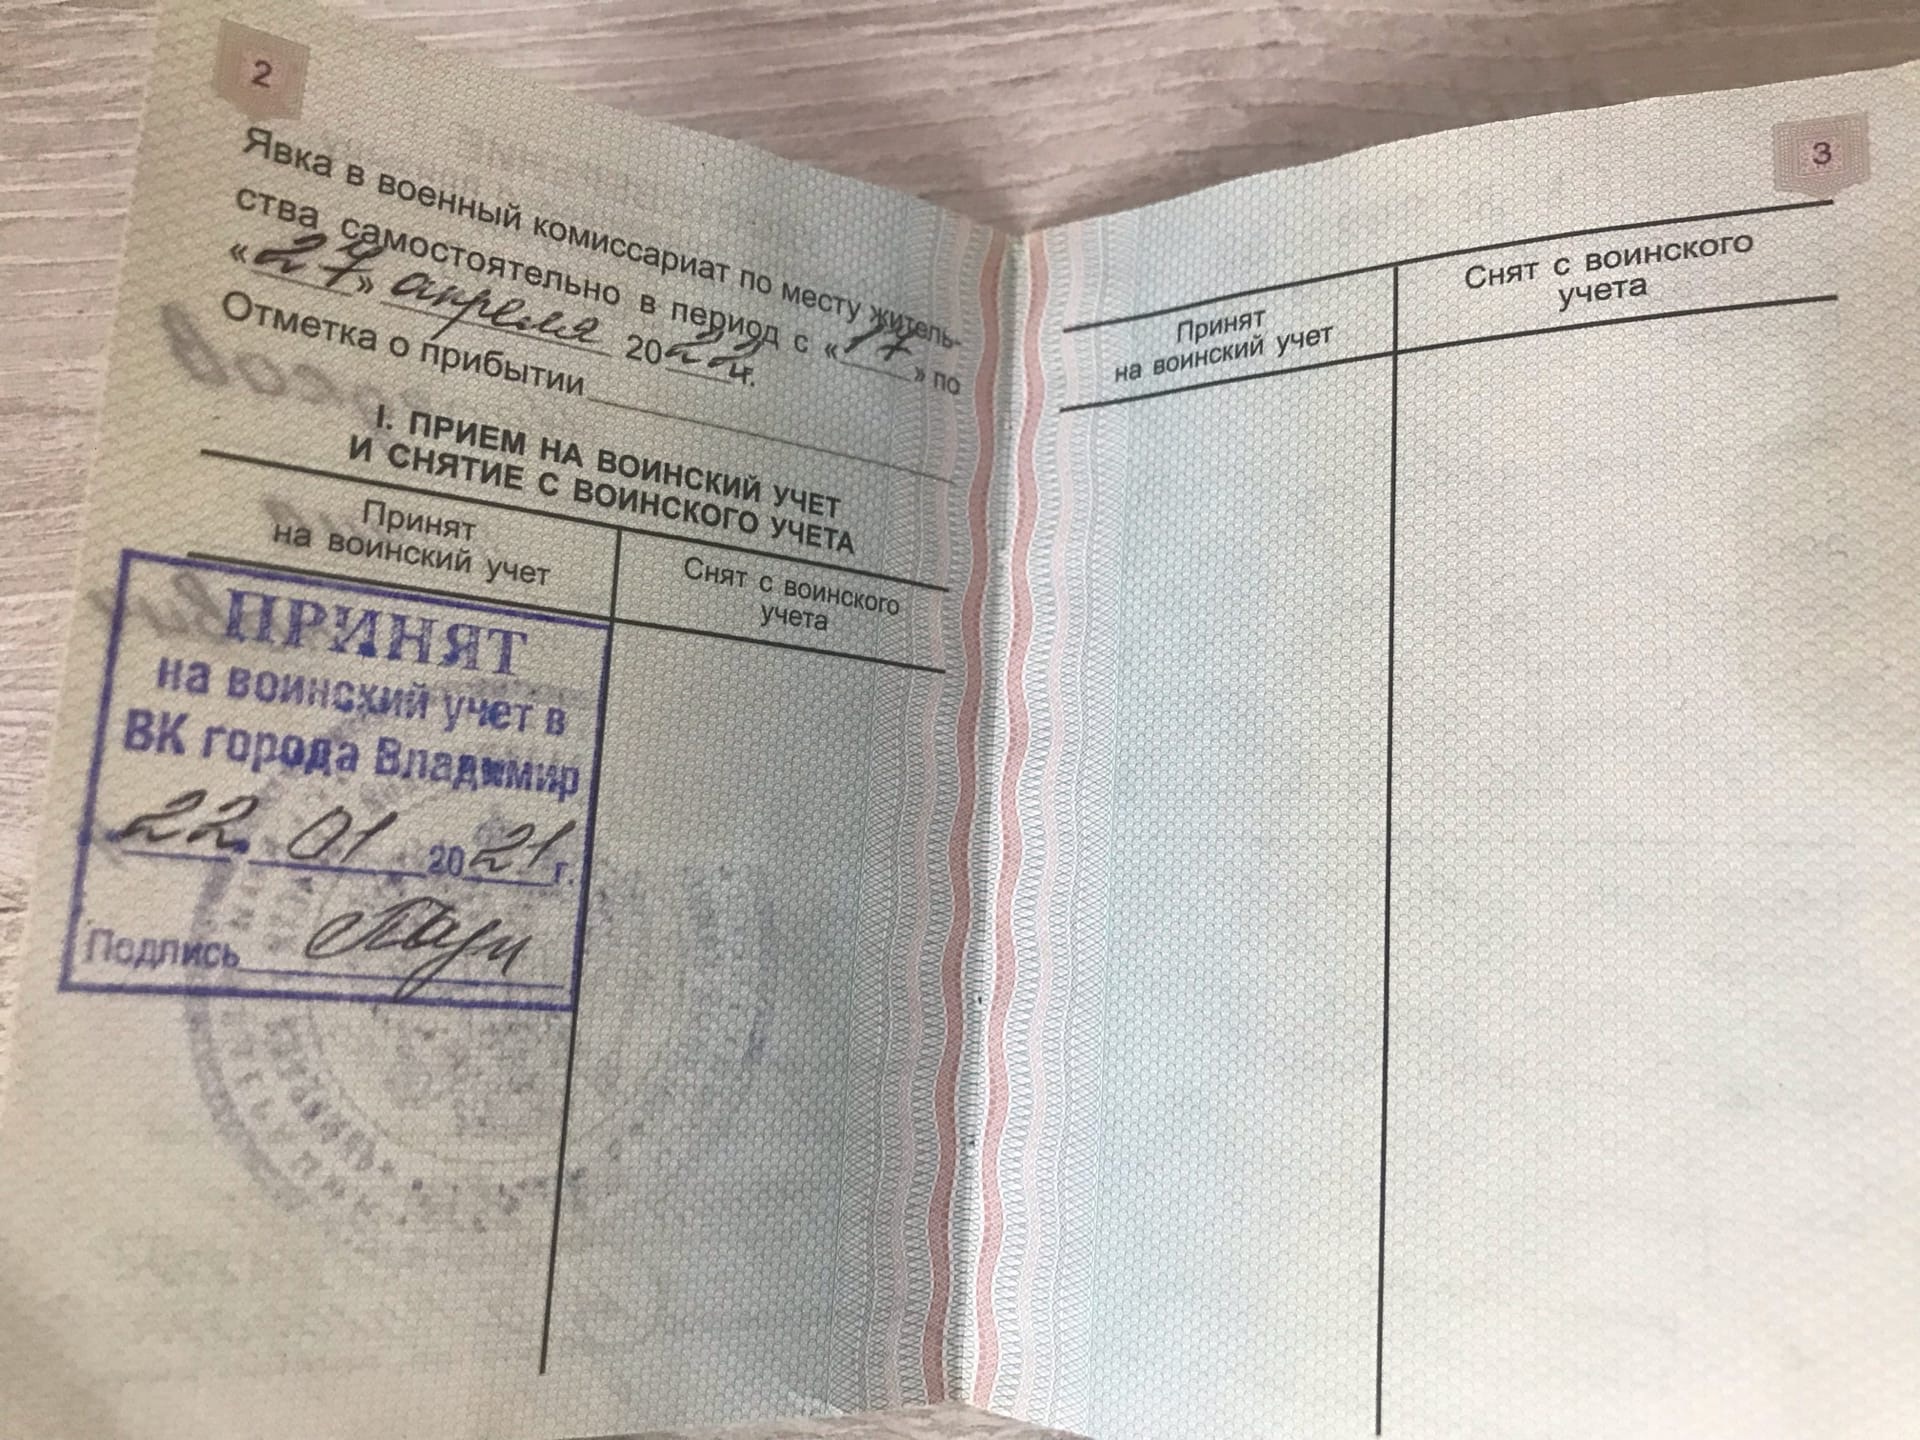 2
Явка в военный комиссариат по месту житель-
ства самостоятельно в период с «17» по
«27» апреля 2022г.
Отметка о прибытии
I. ПРИЕМ НА ВОИНСКИЙ УЧЕТ
И СНЯТИЕ С ВОИНСКОГО УЧЕТА
Принят
на воинский учет
Снят с воинского
учета
ПРИНЯТ
на воинский учет в
ВК города Владимир
"22" 01 2021г.
Подпись
3
Принят
на воинский учет
Снят с воинского
учета